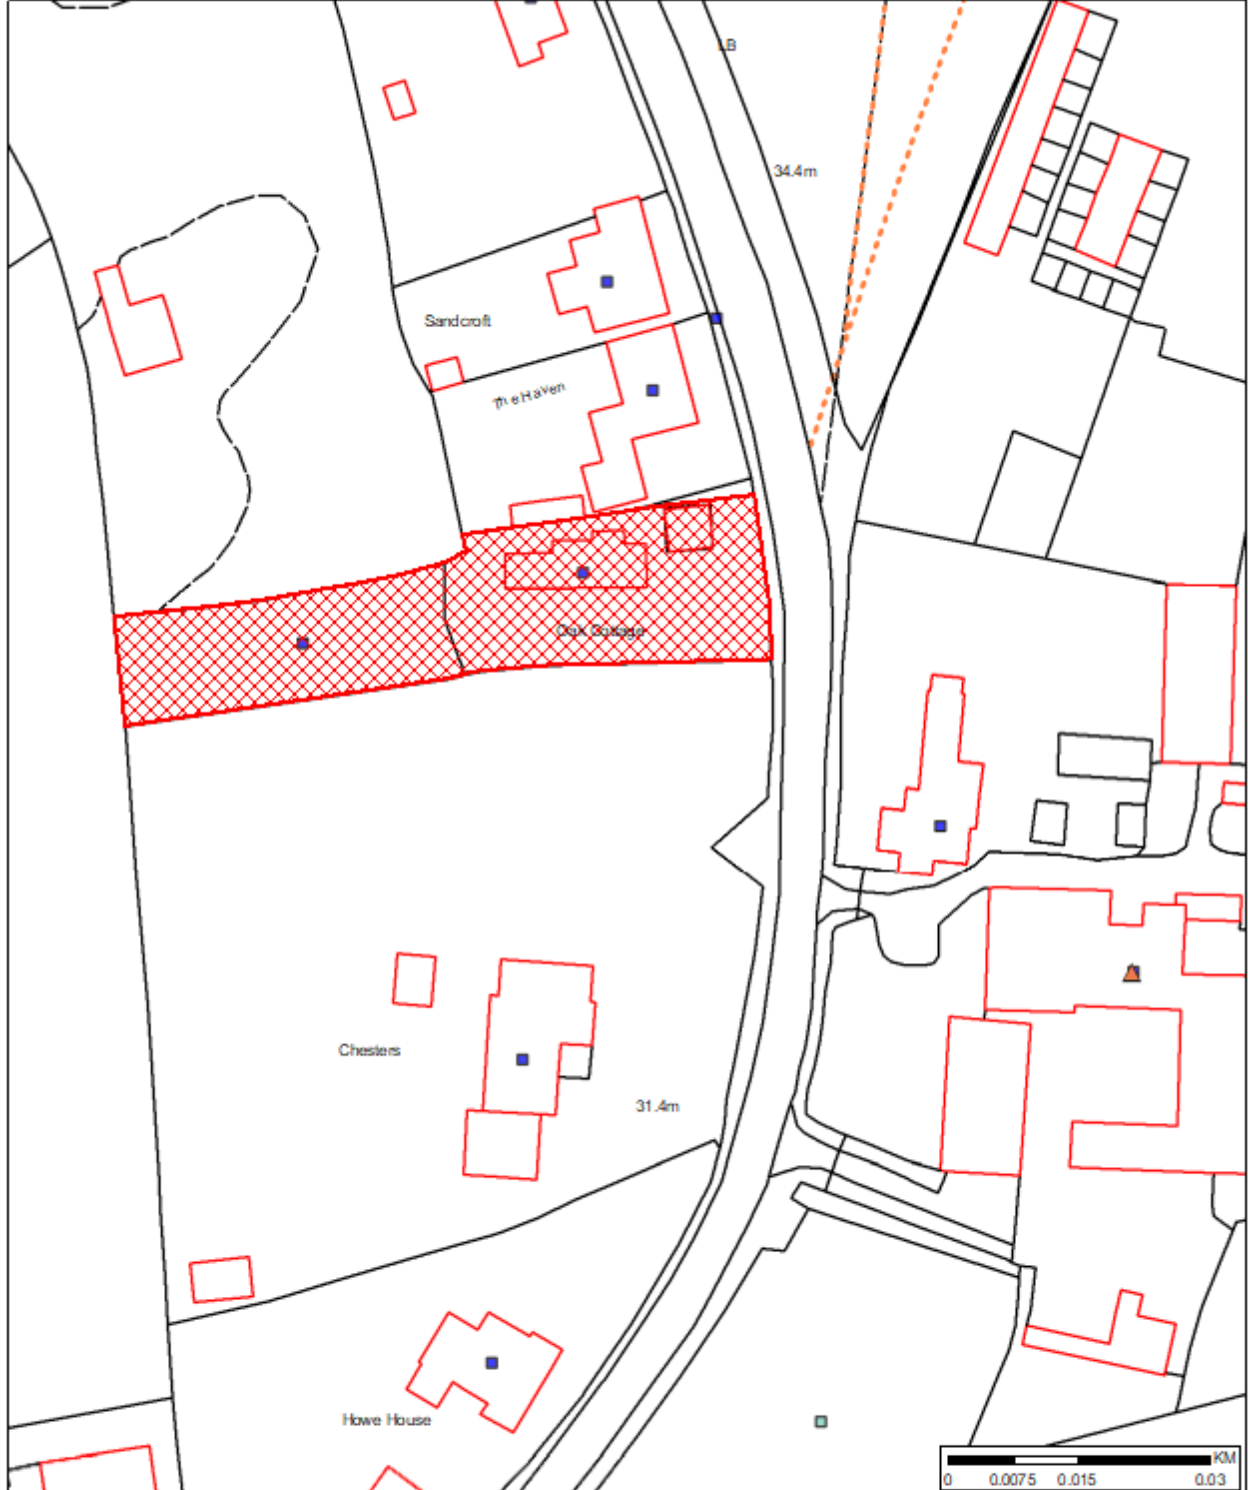 LB
34.4m
Sandcroft
The Haven
Oak Cottage
Chesters
31.4m
Howe House
KM
0 0.0075 0.015 0.03